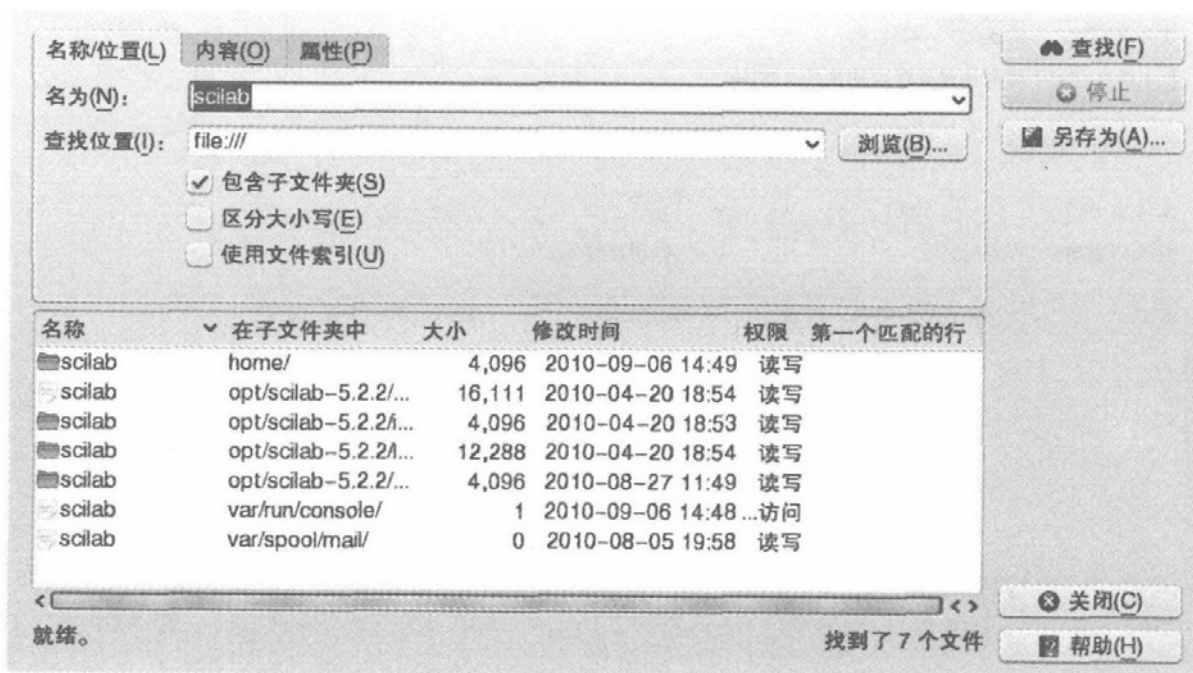 名称/位置(L) 内容(O) 属性(P)
名为(N): scilab
查找位置(I): file:/// 浏览(B)...
包含子文件夹(S)
区分大小写(E)
使用文件索引(U)
查找(F)
停止
另存为(A)...
名称 在子文件夹中 大小 修改时间 权限 第一个匹配的行
scilab home/ 4,096 2010-09-06 14:49 读写
scilab opt/scilab-5.2.2/... 16,111 2010-04-20 18:54 读写
scilab opt/scilab-5.2.2/i... 4,096 2010-04-20 18:53 读写
scilab opt/scilab-5.2.2/l... 12,288 2010-04-20 18:54 读写
scilab opt/scilab-5.2.2/... 4,096 2010-08-27 11:49 读写
scilab var/run/console/ 1 2010-09-06 14:48 ...访问
scilab var/spool/mail/ 0 2010-08-05 19:58 读写
就绪。 找到了 7 个文件
关闭(C)
帮助(H)